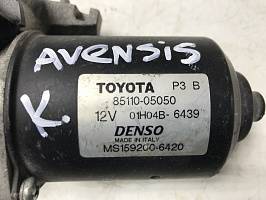 AVENSIS
K.
TOYOTA P3 B
85110-05050
12V 01H04B-6439
DENSO
MADE IN ITALY
MS159200-6420